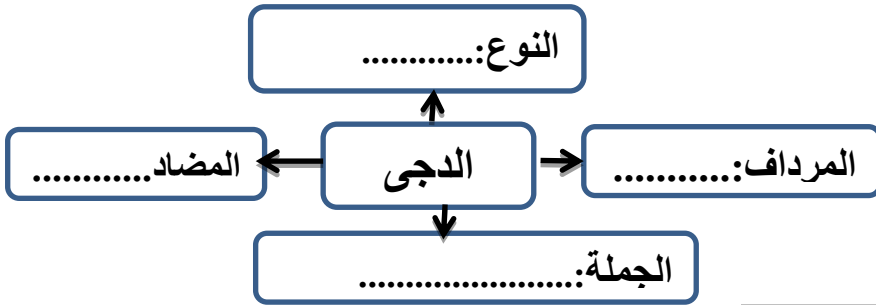 النوع:.............
المرداف:...........
الدجى
المضاد............
الجملة:......................